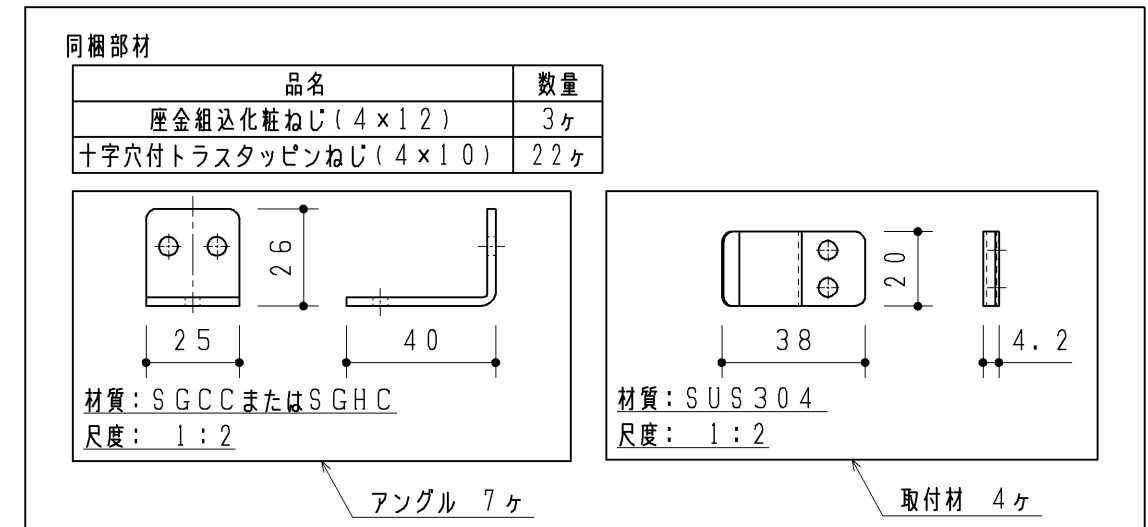 同梱部材
品名 数量
座金組込化粧ねじ(4×12) 3ヶ
十字穴付トラスタッピンねじ(4×10) 22ヶ
26
25 40
材質:SGCCまたはSGHC
尺度: 1:2
アングル 7ヶ
20
38 4.2
材質:SUS304
尺度: 1:2
取付材 4ヶ